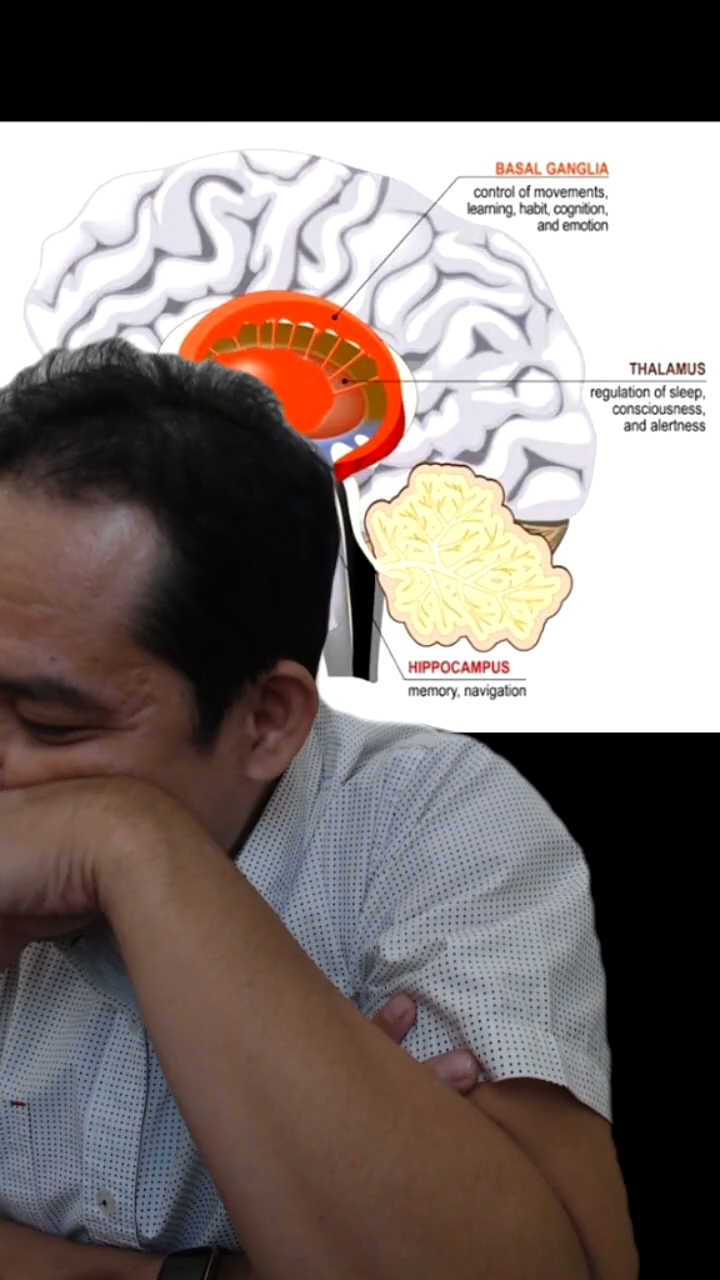 BASAL GANGLIA
control of movements,
learning, habit, cognition,
and emotion
THALAMUS
regulation of sleep,
consciousness,
and alertness
HIPPOCAMPUS
memory, navigation